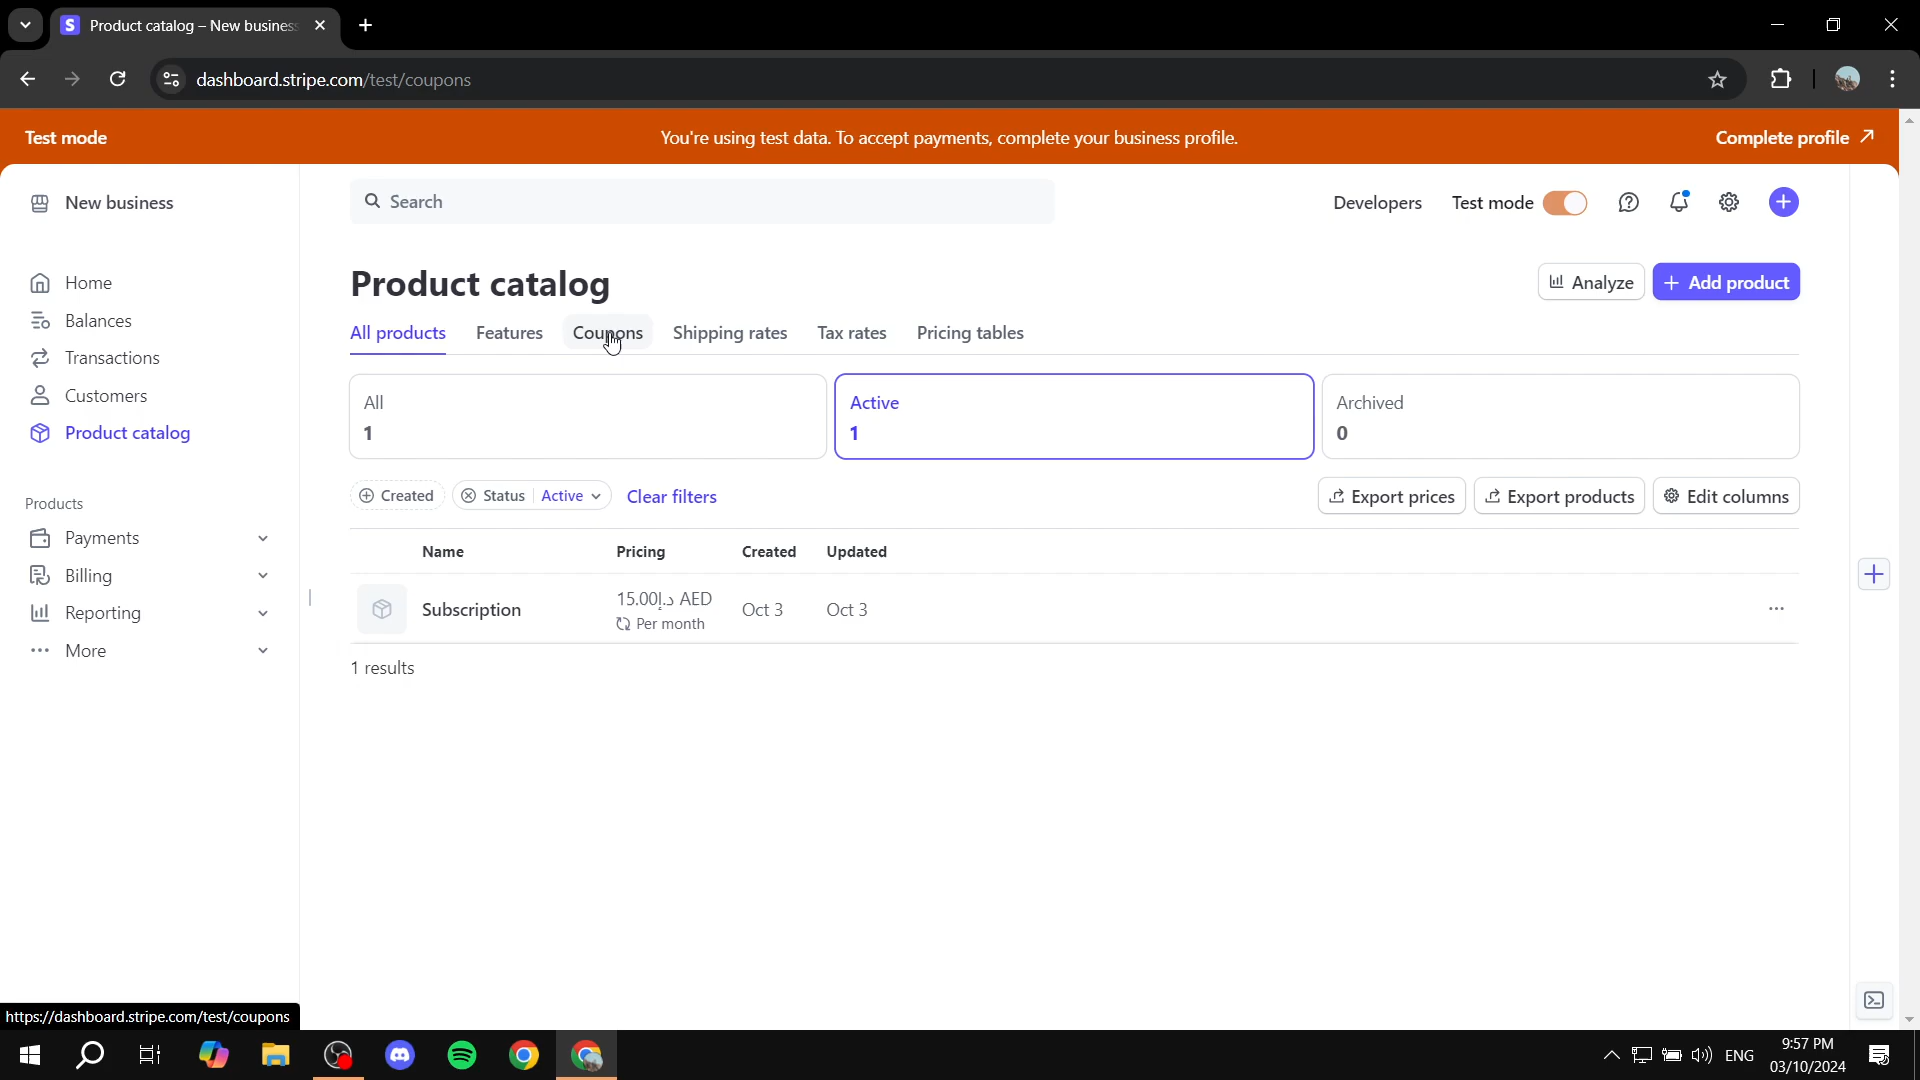 Product catalog – New busines
dashboard.stripe.com/test/coupons
Test mode
You're using test data. To accept payments, complete your business profile.
Complete profile
New business
Search
Developers
Test mode
Home
Balances
Transactions
Customers
Product catalog
Products
Payments
Billing
Reporting
More
Product catalog
Analyze
Add product
All products
Features
Coupons
Shipping rates
Tax rates
Pricing tables
All
1
Active
1
Archived
0
Created
Status Active
Clear filters
Export prices
Export products
Edit columns
Name Pricing Created Updated
Subscription
15.00د.إ AED
Per month
Oct 3
Oct 3
1 results
https://dashboard.stripe.com/test/coupons
ENG
9:57 PM
03/10/2024